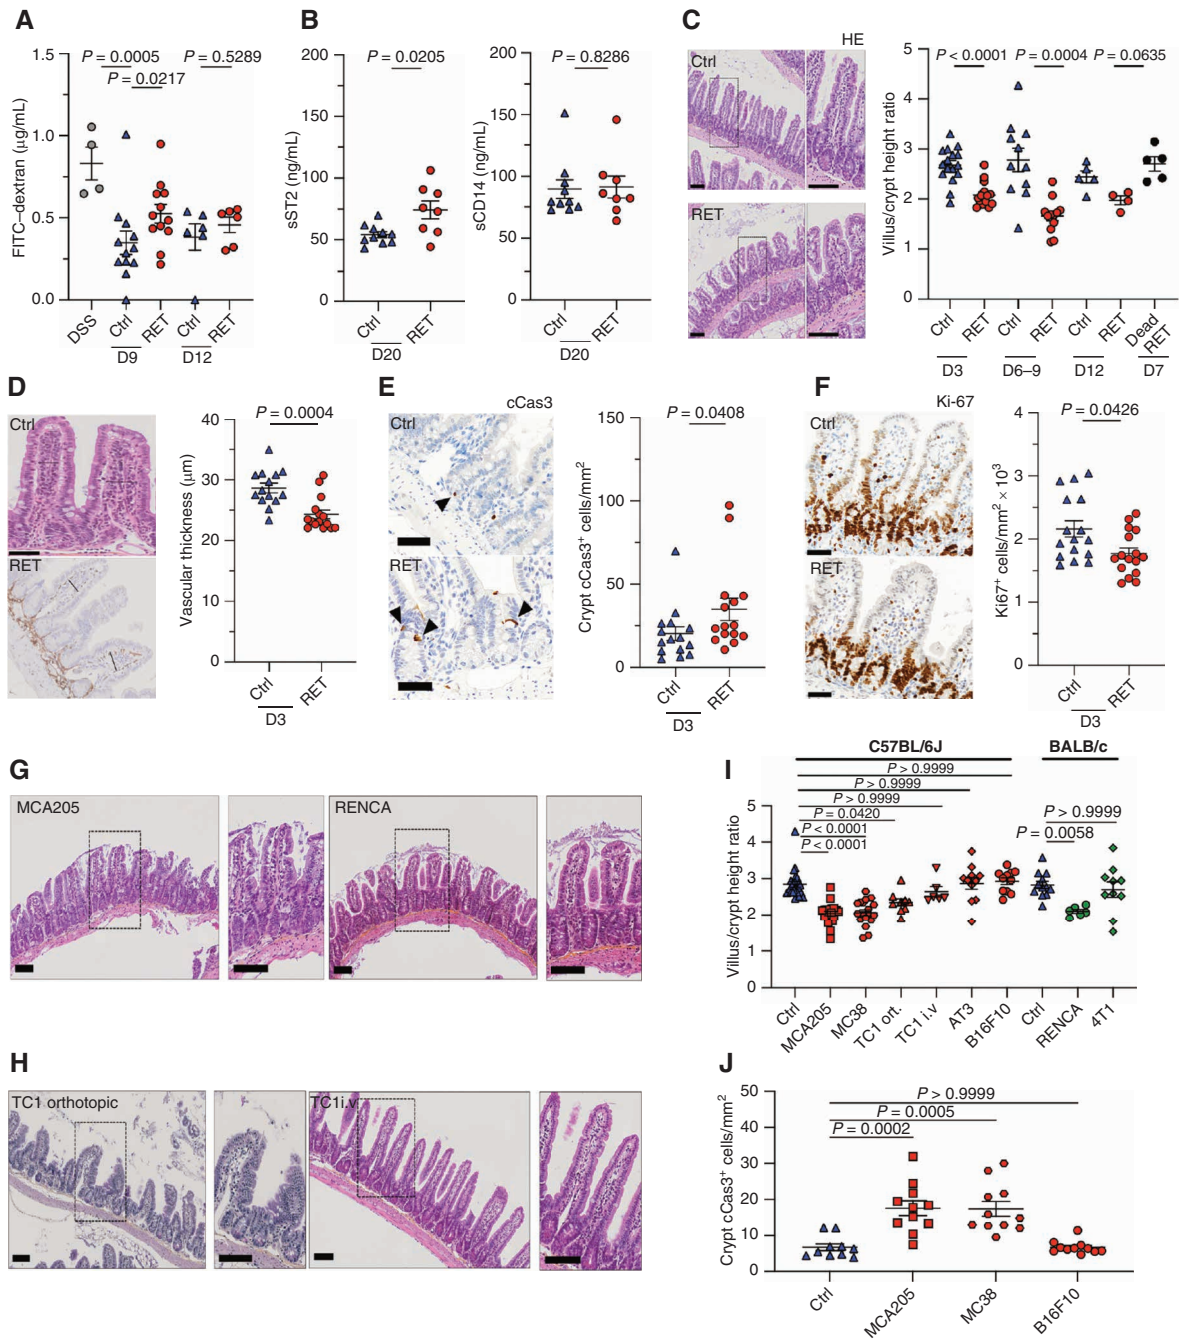 A
P = 0.0005
P = 0.5289
P = 0.0217
FITC–dextran (μg/mL)
1.5
1.0
0.5
0.0
DSS
Ctrl
RET
Ctrl
RET
D9
D12
B
P = 0.0205
sST2 (ng/mL)
200
150
100
50
0
Ctrl
RET
D20
P = 0.8286
sCD14 (ng/mL)
200
150
100
50
0
Ctrl
RET
D20
C
HE
Ctrl
RET
P < 0.0001
P = 0.0004
P = 0.0635
Villus/crypt height ratio
5
4
3
2
1
0
Ctrl
RET
Ctrl
RET
Ctrl
RET
Dead
RET
D3
D6–9
D12
D7
D
Ctrl
RET
P = 0.0004
Vascular thickness (μm)
40
30
20
10
0
Ctrl
RET
D3
E
cCas3
Ctrl
RET
P = 0.0408
Crypt cCas3+ cells/mm2
150
100
50
0
Ctrl
RET
D3
F
Ki-67
Ctrl
RET
P = 0.0426
Ki67+ cells/mm2 × 103
4
3
2
1
0
Ctrl
RET
D3
G
MCA205
RENCA
H
TC1 orthotopic
TC1i.v
I
C57BL/6J
BALB/c
P > 0.9999
P > 0.9999
P > 0.9999
P = 0.0420
P < 0.0001
P < 0.0001
P > 0.9999
P = 0.0058
Villus/crypt height ratio
5
4
3
2
1
0
Ctrl
MCA205
MC38
TC1 ort.
TC1 i.v
AT3
B16F10
Ctrl
RENCA
4T1
J
P > 0.9999
P = 0.0005
P = 0.0002
Crypt cCas3+ cells/mm2
50
40
30
20
10
0
Ctrl
MCA205
MC38
B16F10